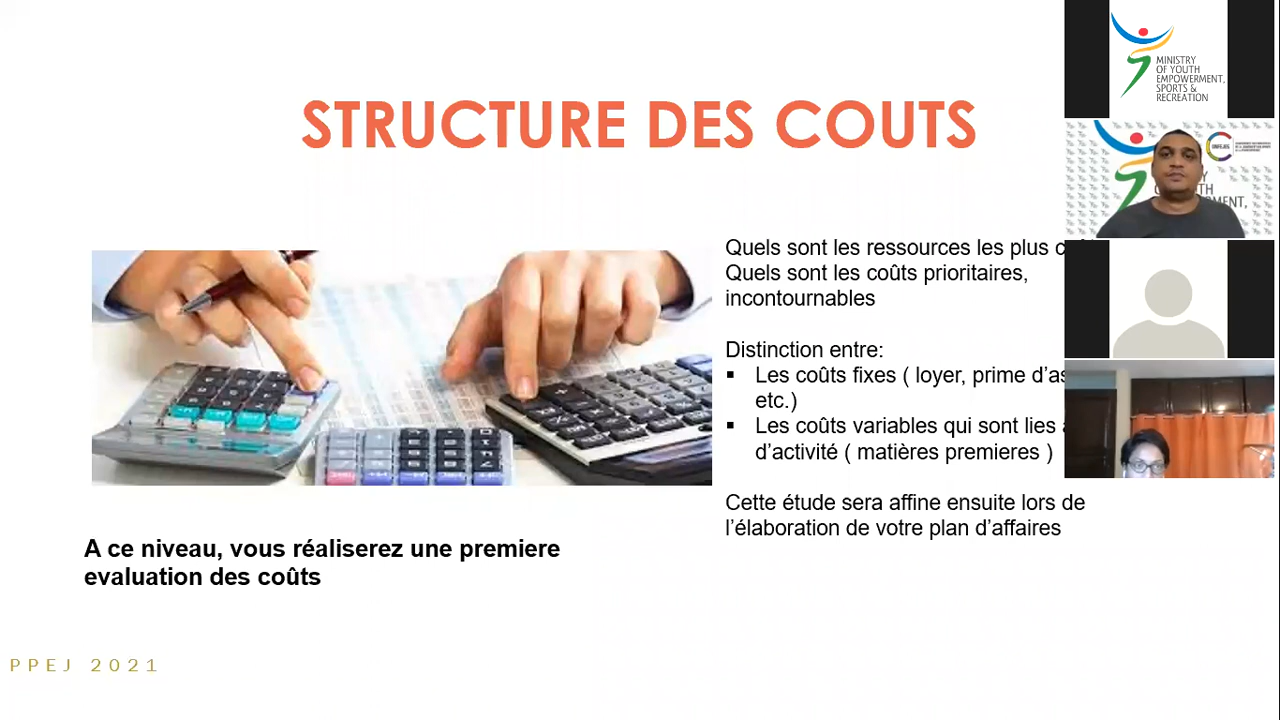 STRUCTURE DES COUTS
Quels sont les ressources les plus
Quels sont les coûts prioritaires,
incontournables
Distinction entre:
▪ Les coûts fixes ( loyer, prime
etc.)
▪ Les coûts variables qui sont lies
d’activité ( matières premieres )
Cette étude sera affine ensuite lors de
l’élaboration de votre plan d’affaires
A ce niveau, vous réaliserez une premiere
evaluation des coûts
PPEJ 2021
MINISTRY
OF YOUTH
EMPOWERMENT,
SPORTS &
RECREATION